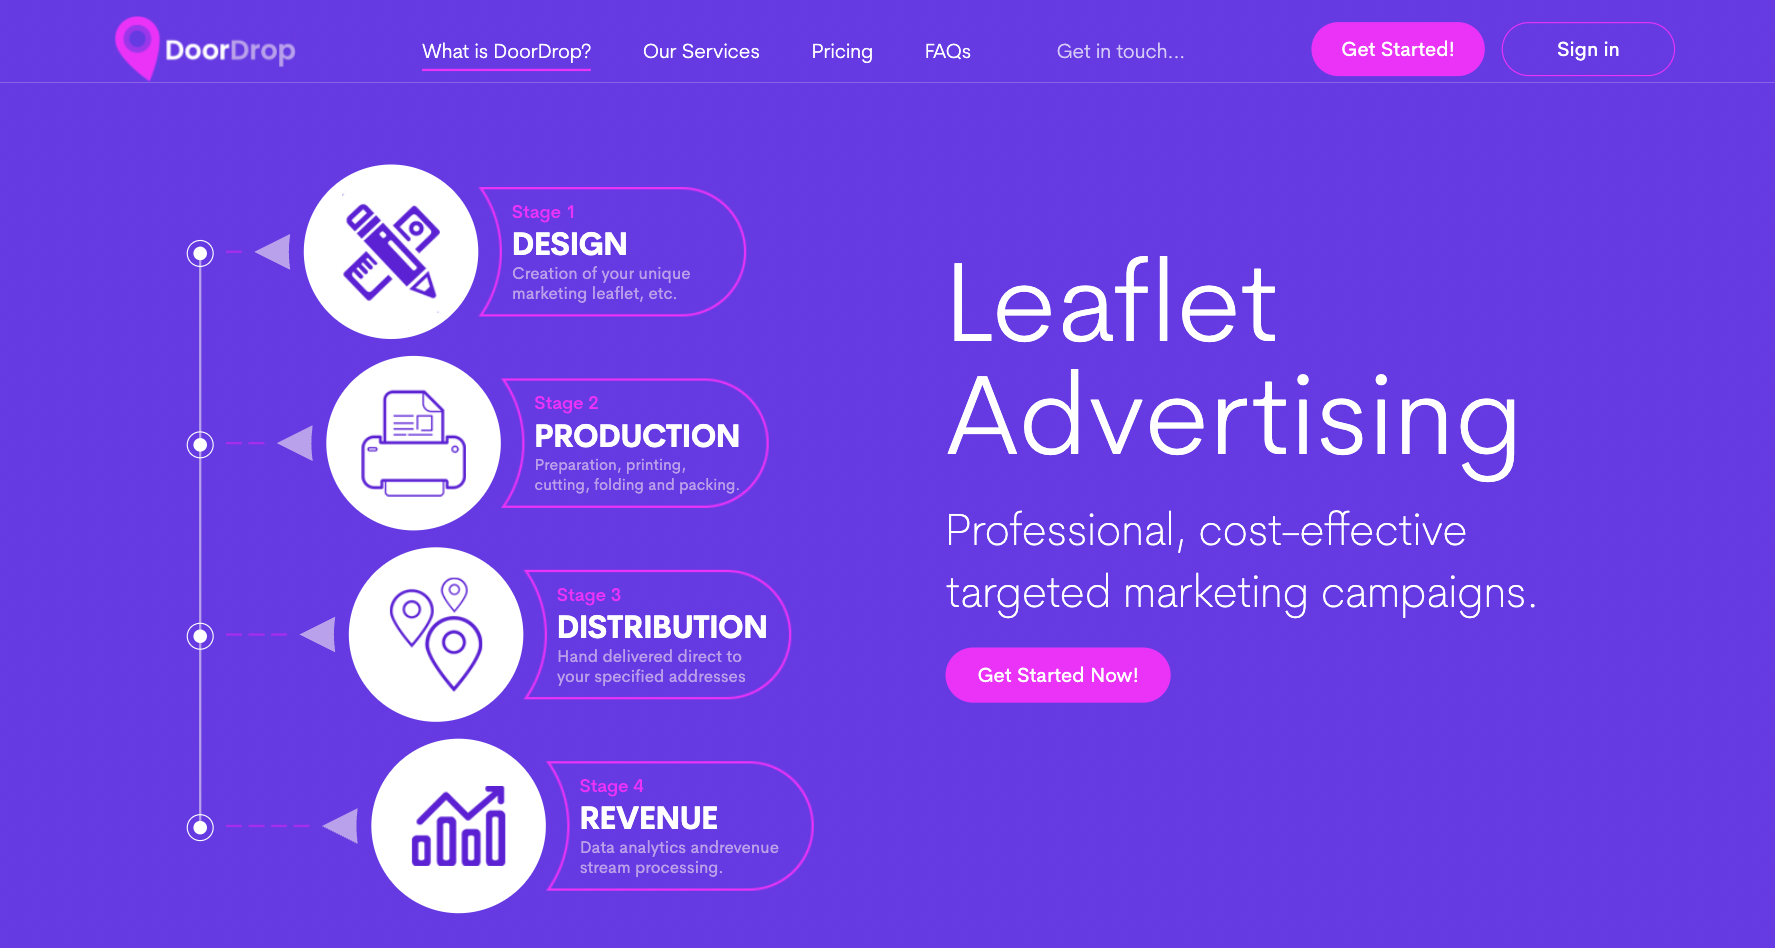 DoorDrop
What is DoorDrop?
Our Services
Pricing
FAQs
Get in touch...
Get Started!
Sign in
Stage 1
DESIGN
Creation of your unique
marketing leaflet, etc.
Stage 2
PRODUCTION
Preparation, printing,
cutting, folding and packing.
Stage 3
DISTRIBUTION
Hand delivered direct to
your specified addresses
Stage 4
REVENUE
Data analytics andrevenue
stream processing.
Leaflet
Advertising
Professional, cost-effective
targeted marketing campaigns.
Get Started Now!